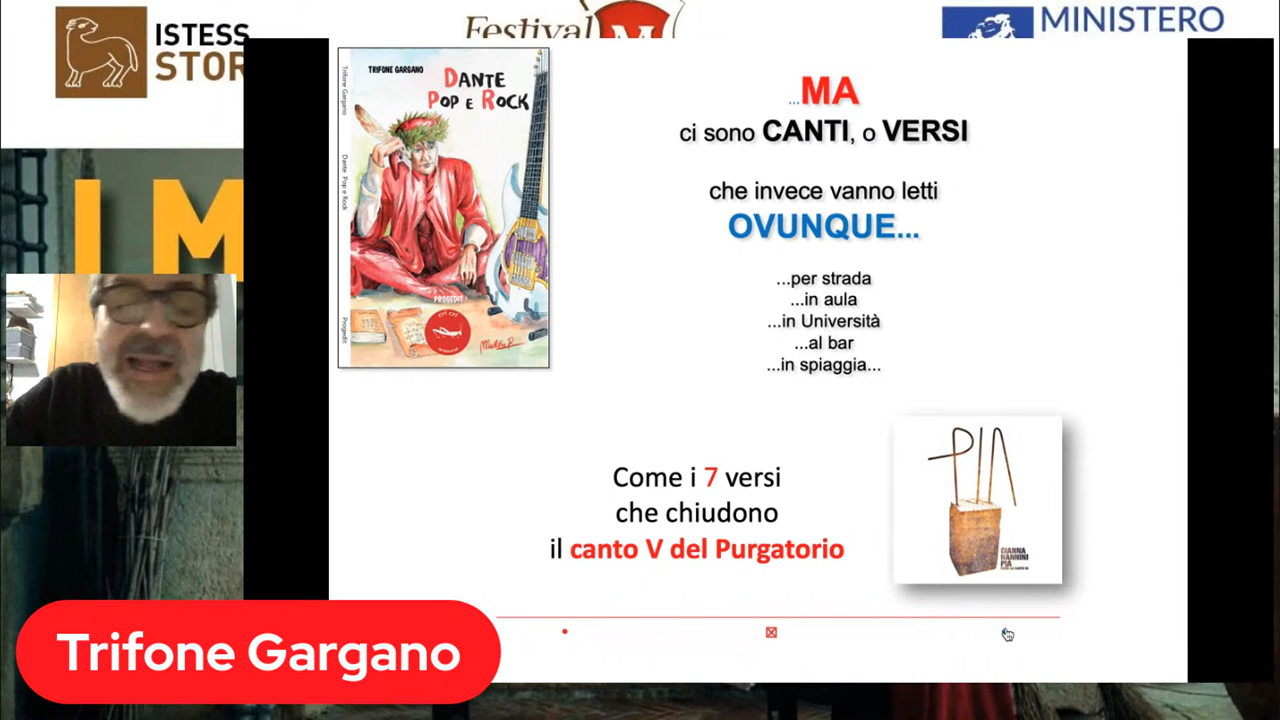 ISTESS
STOR
Festival
M
MINISTERO
I M
Trifone Gargano
Dante Pop e Rock
Progedit
TRIFONE GARGANO
DANTE
POP E ROCK
PROGEDIT
...MA
ci sono CANTI, o VERSI
che invece vanno letti
OVUNQUE...
...per strada
...in aula
...in Università
...al bar
...in spiaggia...
Come i 7 versi
che chiudono
il canto V del Purgatorio
PIA
GIANNA
NANNINI
PIA
Trifone Gargano